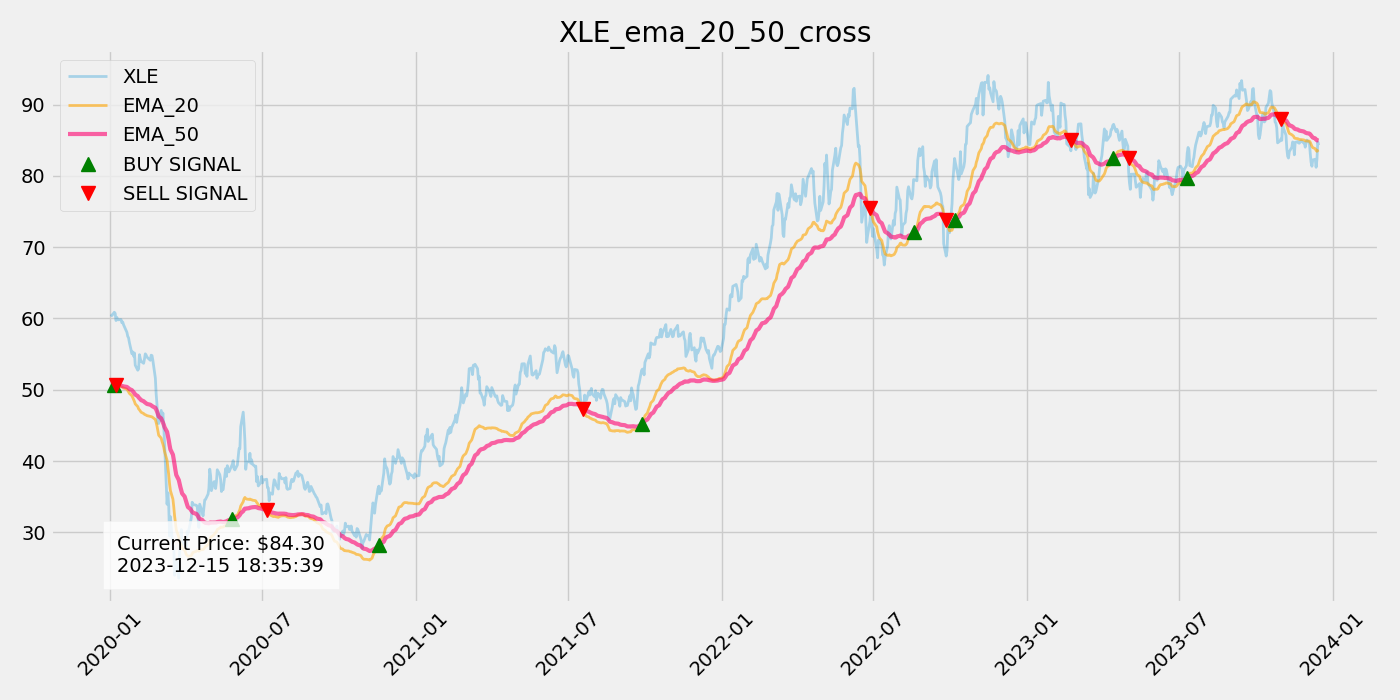 XLE_ema_20_50_cross
XLE
EMA_20
EMA_50
BUY SIGNAL
SELL SIGNAL
90
80
70
60
50
40
30
Current Price: $84.30
2023-12-15 18:35:39
2020-01
2020-07
2021-01
2021-07
2022-01
2022-07
2023-01
2023-07
2024-01